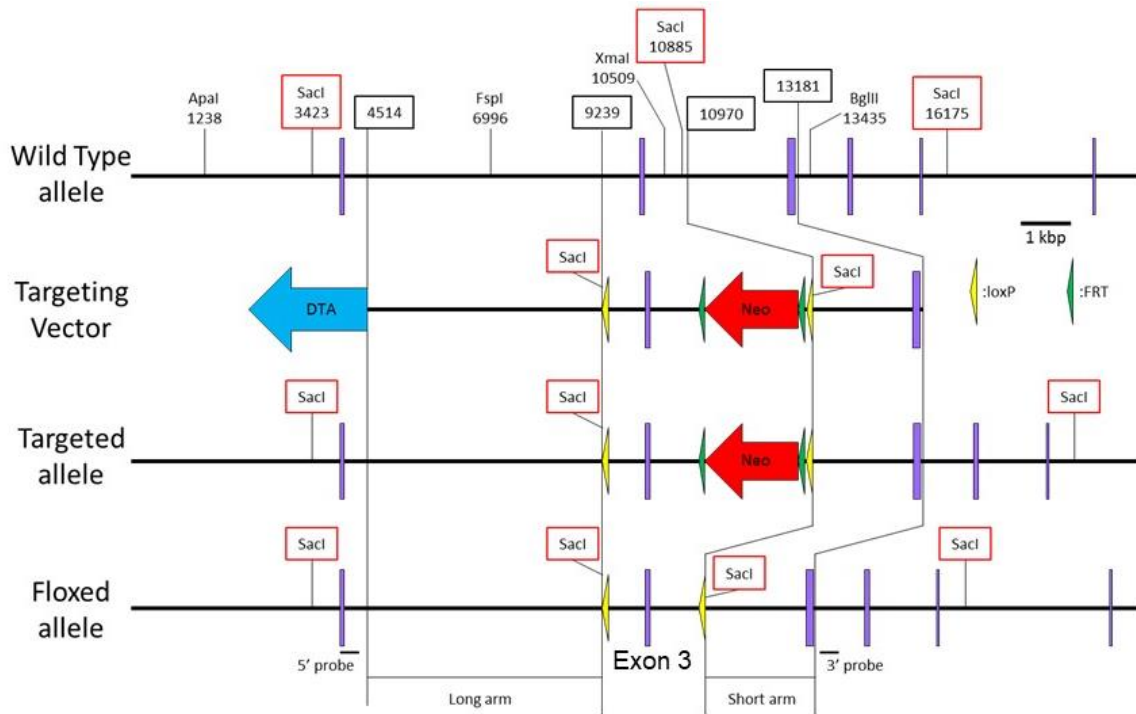 SacI
10885
XmaI
10509
13181
ApaI
1238
SacI
3423
4514
FspI
6996
9239
10970
BglII
13435
SacI
16175
Wild Type
allele
1 kbp
Targeting
Vector
DTA
SacI
Neo
SacI
:loxP
:FRT
Targeted
allele
SacI
SacI
Neo
SacI
Floxed
allele
SacI
SacI
SacI
SacI
5' probe
Exon 3
3' probe
Long arm
Short arm